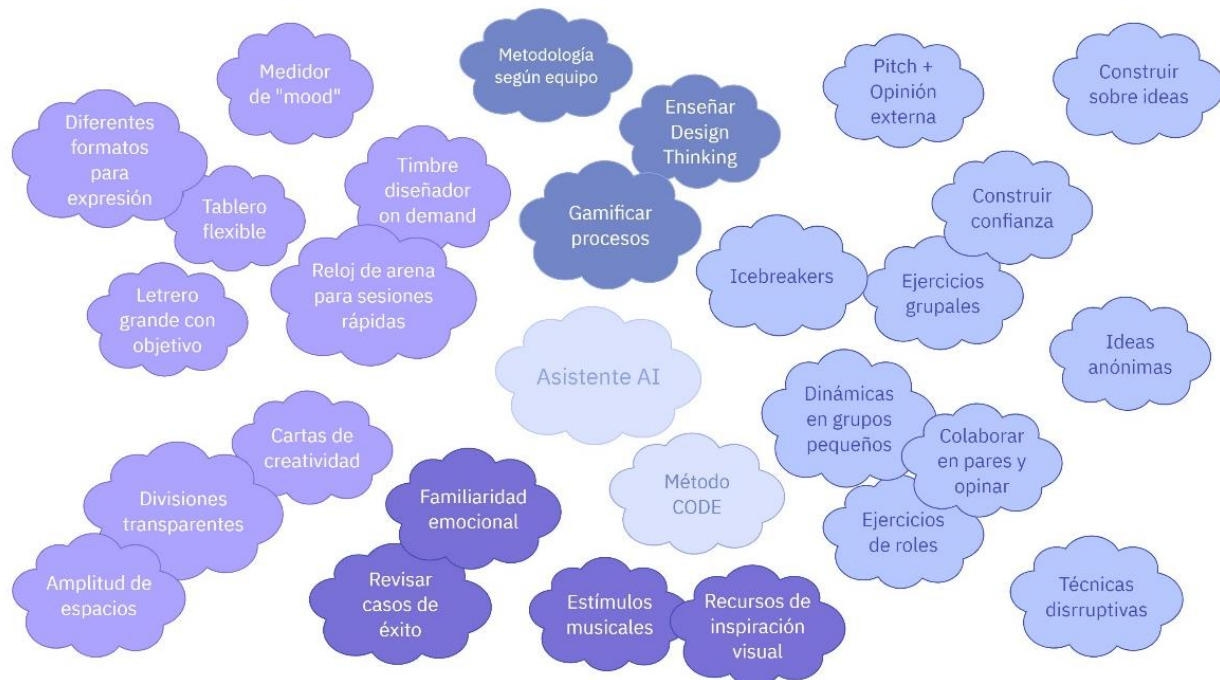 Medidor
de "mood"
Diferentes
formatos
para
expresión
Tablero
flexible
Timbre
diseñador
on demand
Reloj de arena
para sesiones
rápidas
Letrero
grande con
objetivo
Metodología
según equipo
Enseñar
Design
Thinking
Gamificar
procesos
Pitch +
Opinión
externa
Construir
sobre ideas
Construir
confianza
Icebreakers
Ejercicios
grupales
Ideas
anónimas
Asistente AI
Dinámicas
en grupos
pequeños
Colaborar
en pares y
opinar
Ejercicios
de roles
Método
CODE
Técnicas
disrruptivas
Cartas de
creatividad
Divisiones
transparentes
Amplitud de
espacios
Familiaridad
emocional
Revisar
casos de
éxito
Estímulos
musicales
Recursos de
inspiración
visual